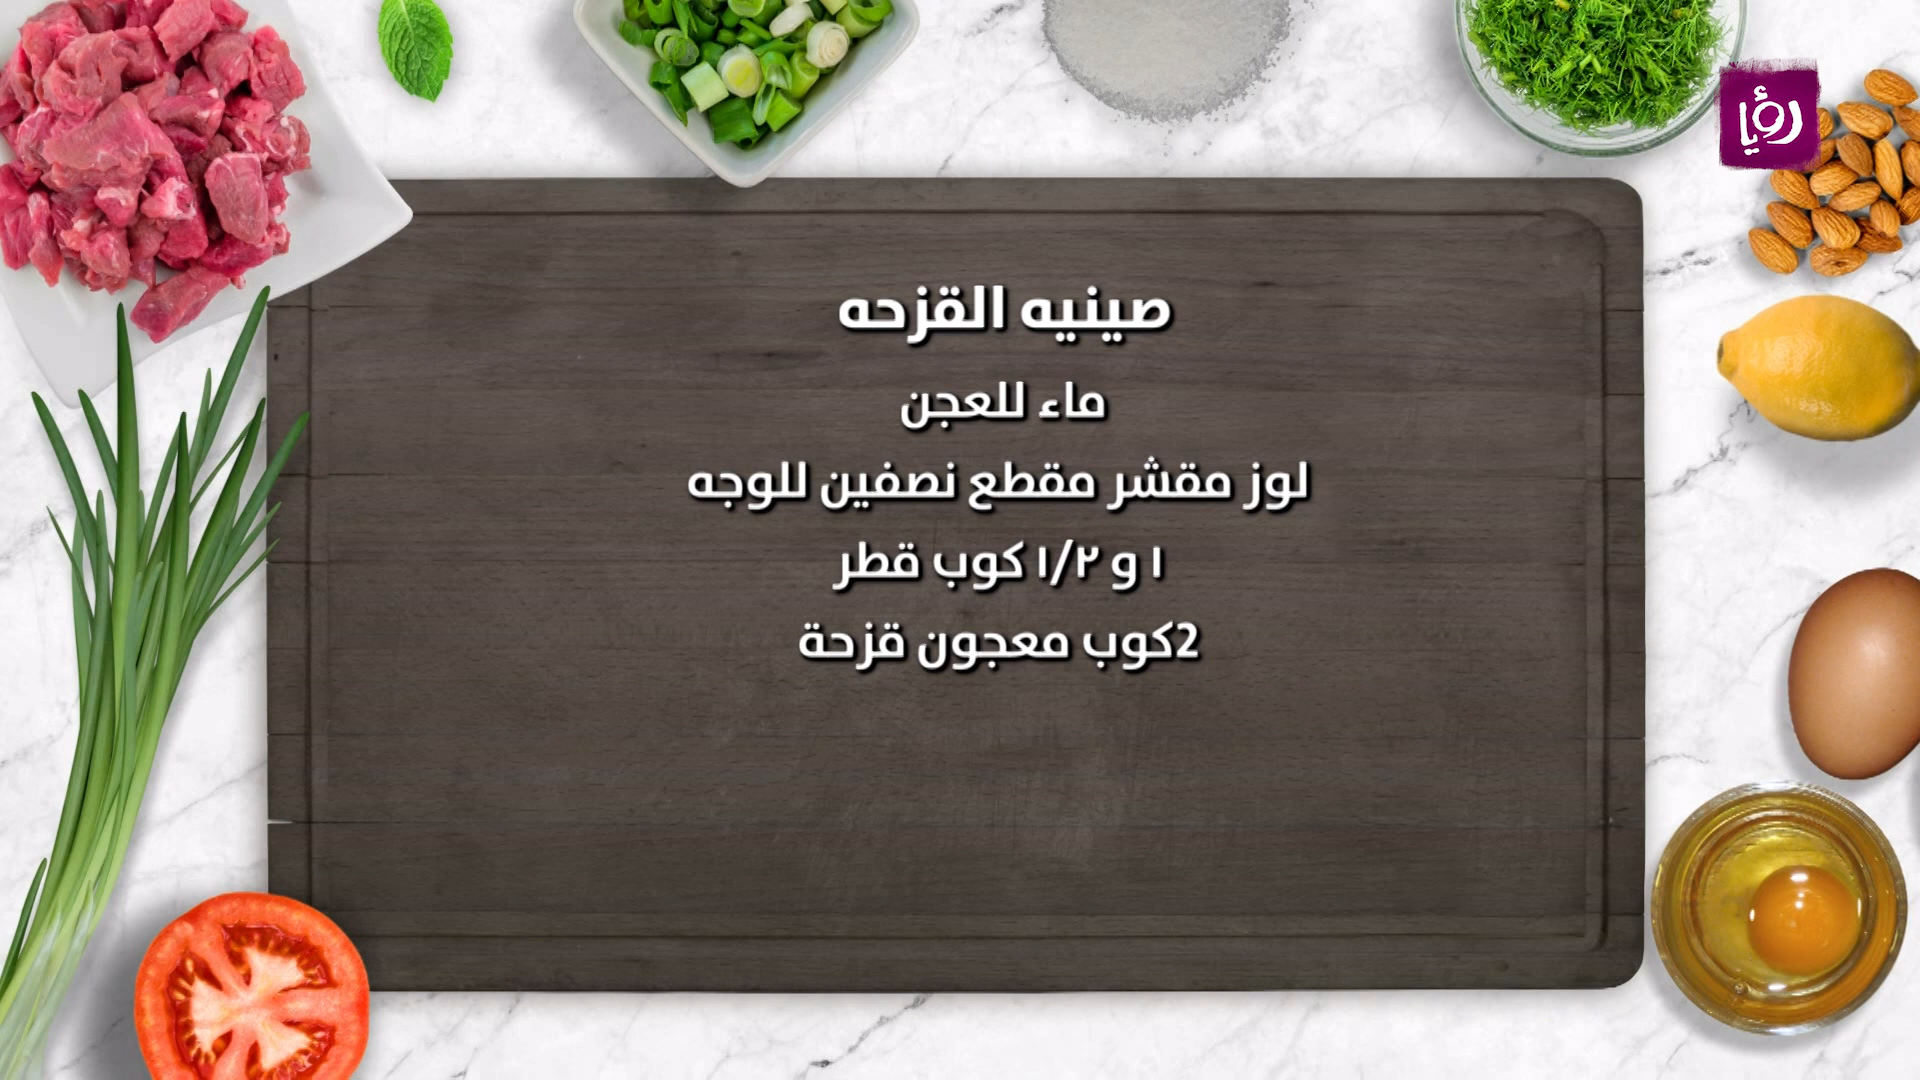 رؤيا
صينيه القزحه
ماء للعجن
لوز مقشر مقطع نصفين للوجه
١ و ١/٢ كوب قطر
2كوب معجون قزحة